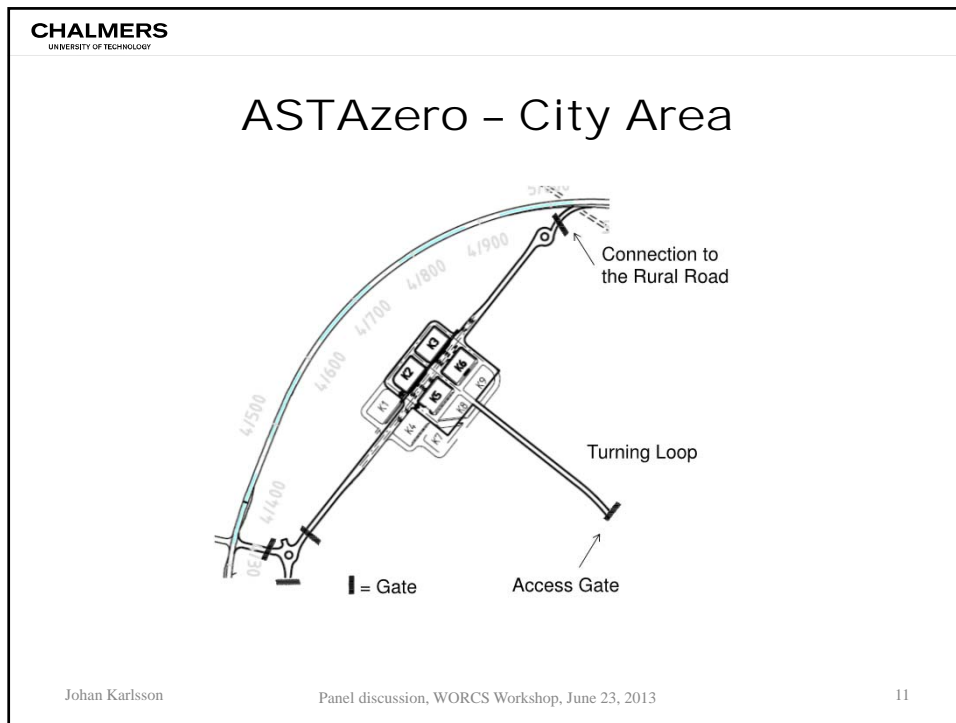 CHALMERS
UNIVERSITY OF TECHNOLOGY
ASTAzero – City Area
4/900
4/800
4/700
4/600
4/500
4/400
Connection to
the Rural Road
K3
K2
K6
K1
K5
K9
K4
K8
K7
Turning Loop
= Gate
Access Gate
Johan Karlsson
Panel discussion, WORCS Workshop, June 23, 2013
11